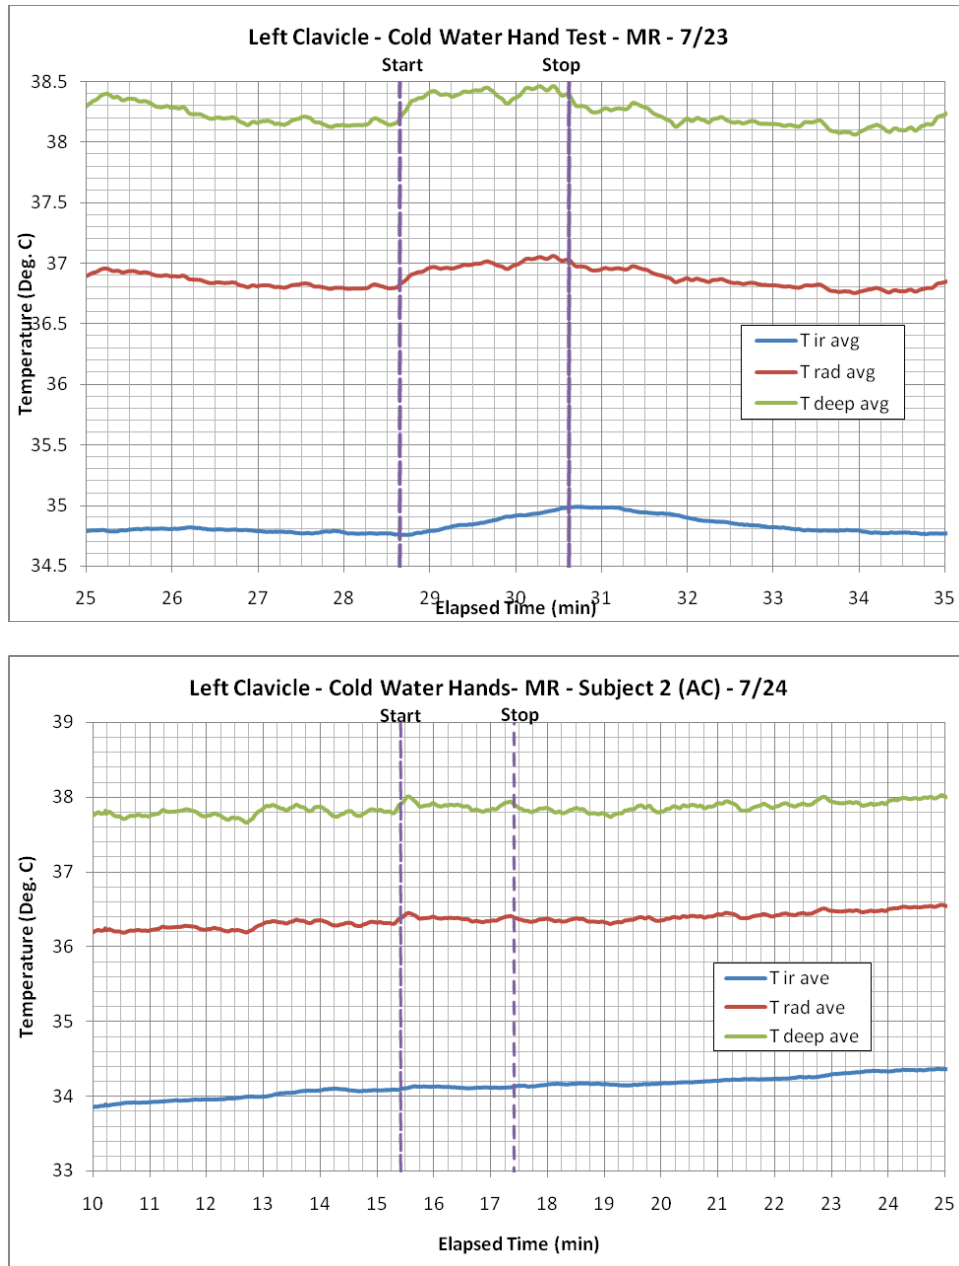 Left Clavicle - Cold Water Hand Test - MR - 7/23
Start Stop
38.5
38
37.5
37
36.5
36
35.5
35
34.5
Temperature (Deg. C)
T ir avg
T rad avg
T deep avg
25 26 27 28 29 30 31 32 33 34 35
Elapsed Time (min)
Left Clavicle - Cold Water Hands- MR - Subject 2 (AC) - 7/24
Start Stop
39
38
37
36
35
34
33
Temperature (Deg. C)
T ir ave
T rad ave
T deep ave
10 11 12 13 14 15 16 17 18 19 20 21 22 23 24 25
Elapsed Time (min)